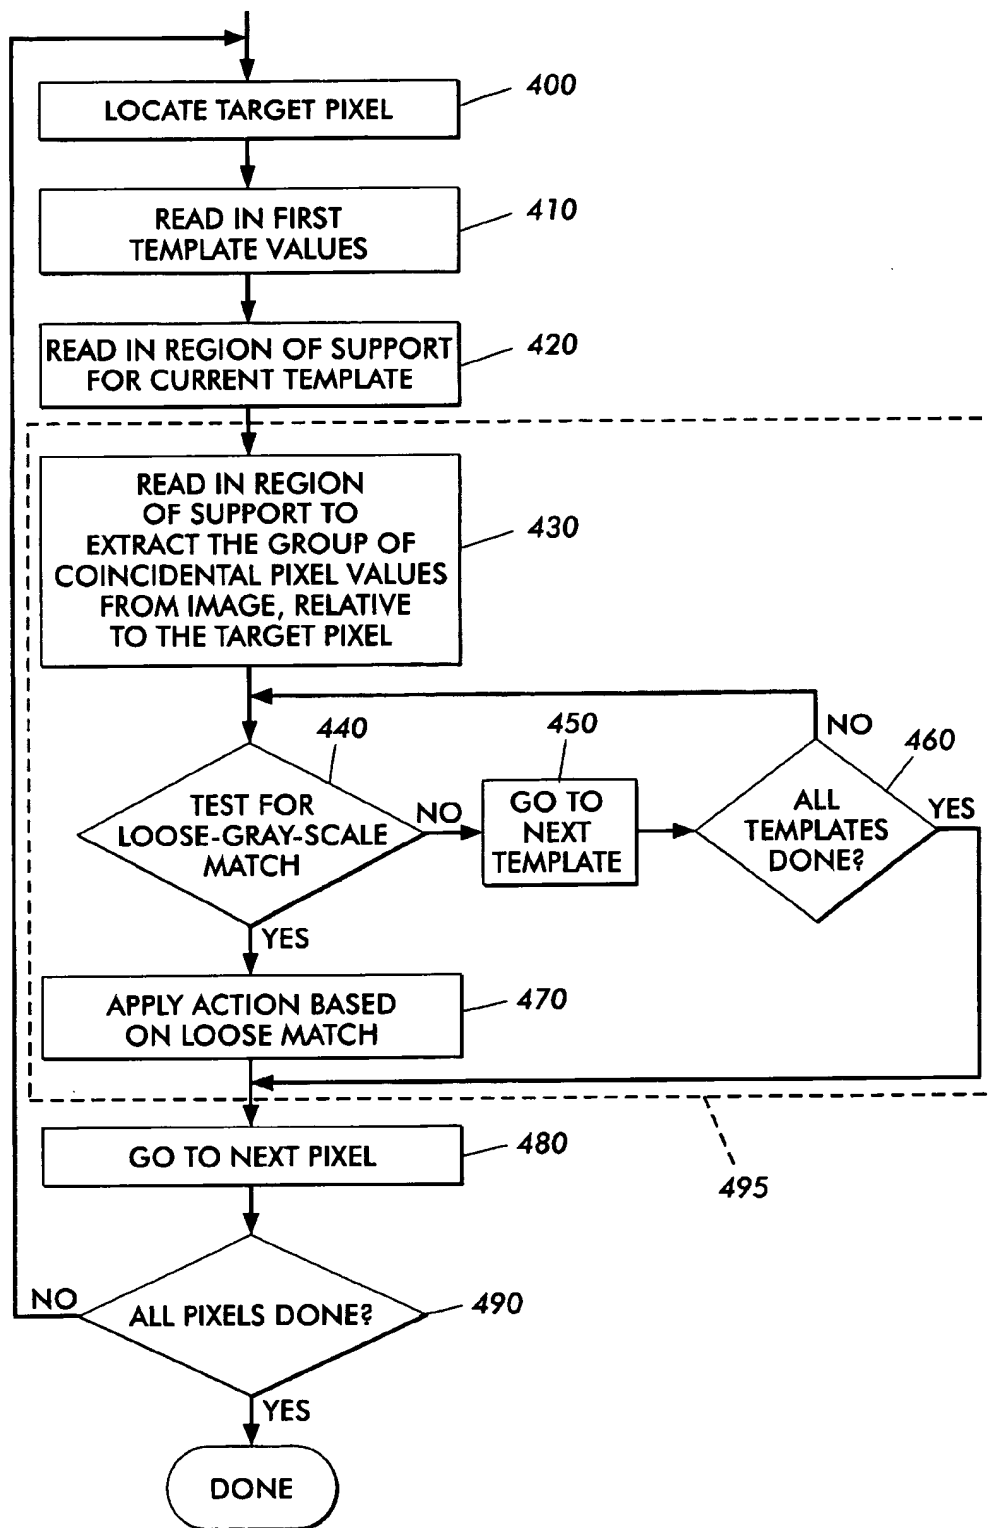 LOCATE TARGET PIXEL
400
READ IN FIRST
TEMPLATE VALUES
410
READ IN REGION OF SUPPORT
FOR CURRENT TEMPLATE
420
READ IN REGION
OF SUPPORT TO
EXTRACT THE GROUP OF
COINCIDENTAL PIXEL VALUES
FROM IMAGE, RELATIVE
TO THE TARGET PIXEL
430
440
TEST FOR
LOOSE-GRAY-SCALE
MATCH
NO
450
GO TO
NEXT
TEMPLATE
NO
460
ALL
TEMPLATES
DONE?
YES
YES
APPLY ACTION BASED
ON LOOSE MATCH
470
GO TO NEXT PIXEL
480
495
NO
ALL PIXELS DONE?
490
YES
DONE